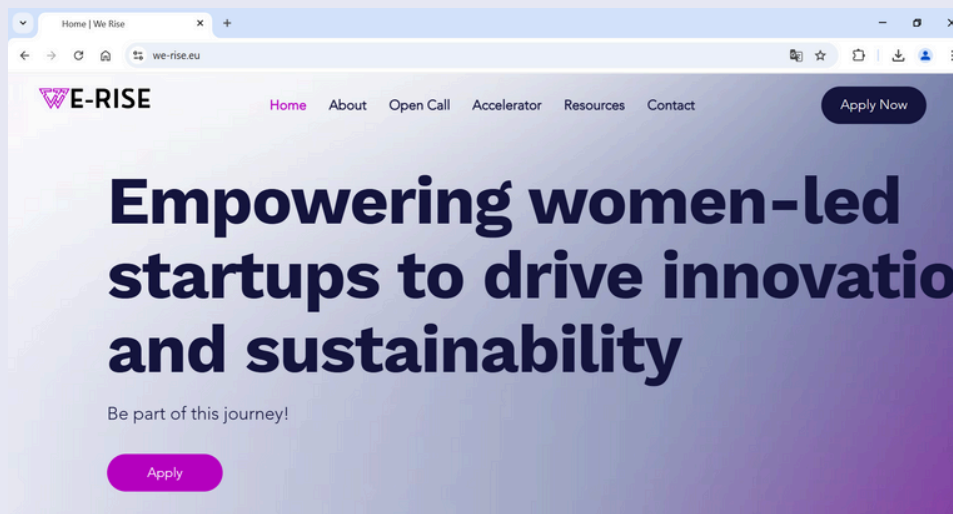 Home | We Rise
we-rise.eu
WE-RISE
Home About Open Call Accelerator Resources Contact
Apply Now
Empowering women-led
startups to drive innovatio
and sustainability
Be part of this journey!
Apply